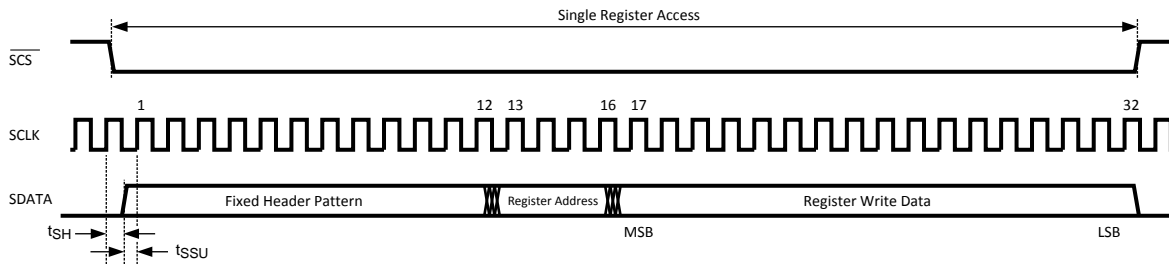 Single Register Access
SCS
1 12 13 16 17 32
SCLK
SDATA Fixed Header Pattern Register Address Register Write Data
tSH MSB LSB
tSSU